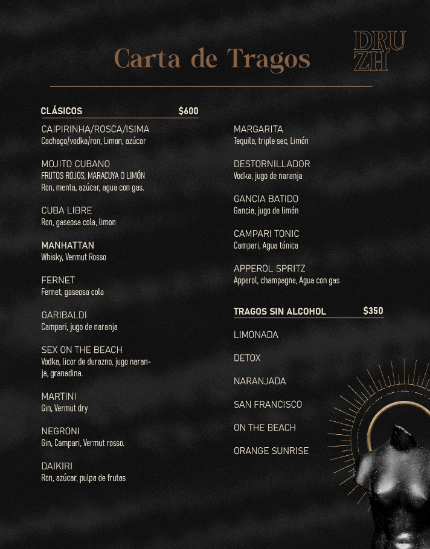 DRU
ZH
Carta de Tragos
CLÁSICOS $600
CAIPIRINHA/ROSCA/ISIMA
Cachaça/vodka/ron, Limon, azúcar
MOJITO CUBANO
FRUTOS ROJOS, MARACUYA O LIMÓN
Ron, menta, azúcar, agua con gas.
CUBA LIBRE
Ron, gaseosa cola, limon
MANHATTAN
Whisky, Vermut Rosso
FERNET
Fernet, gaseosa cola
GARIBALDI
Campari, jugo de naranja
SEX ON THE BEACH
Vodka, licor de durazno, jugo naran-
ja, granadina.
MARTINI
Gin, Vermut dry
NEGRONI
Gin, Campari, Vermut rosso.
DAIKIRI
Ron, azúcar, pulpa de frutas
MARGARITA
Tequila, triple sec, Limón
DESTORNILLADOR
Vodka, jugo de naranja
GANCIA BATIDO
Gancia, jugo de limón
CAMPARI TONIC
Campari, Agua tónica
APPEROL SPRITZ
Apperol, champagne, Agua con gas
TRAGOS SIN ALCOHOL $350
LIMONADA
DETOX
NARANJADA
SAN FRANCISCO
ON THE BEACH
ORANGE SUNRISE